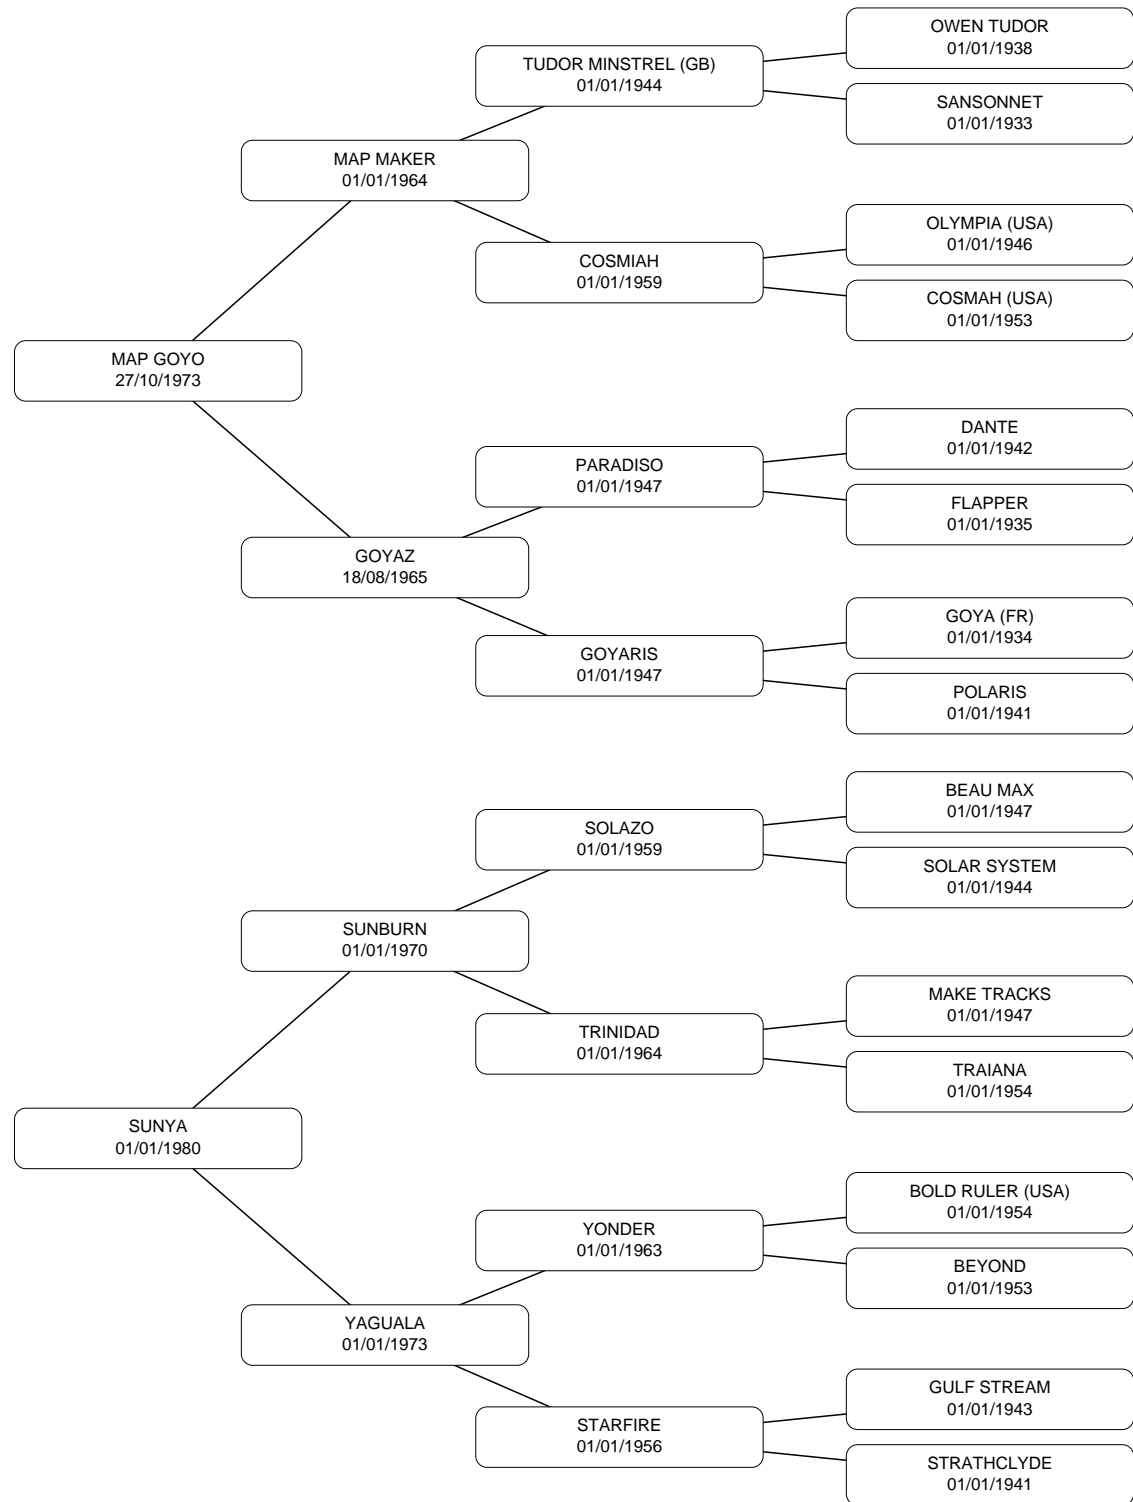 OWEN TUDOR
01/01/1938
TUDOR MINSTREL (GB)
01/01/1944
SANSONNET
01/01/1933
MAP MAKER
01/01/1964
OLYMPIA (USA)
01/01/1946
COSMIAH
01/01/1959
COSMAH (USA)
01/01/1953
MAP GOYO
27/10/1973
DANTE
01/01/1942
PARADISO
01/01/1947
FLAPPER
01/01/1935
GOYAZ
18/08/1965
GOYA (FR)
01/01/1934
GOYARIS
01/01/1947
POLARIS
01/01/1941
BEAU MAX
01/01/1947
SOLAZO
01/01/1959
SOLAR SYSTEM
01/01/1944
SUNBURN
01/01/1970
MAKE TRACKS
01/01/1947
TRINIDAD
01/01/1964
TRAIANA
01/01/1954
SUNYA
01/01/1980
BOLD RULER (USA)
01/01/1954
YONDER
01/01/1963
BEYOND
01/01/1953
YAGUALA
01/01/1973
GULF STREAM
01/01/1943
STARFIRE
01/01/1956
STRATHCLYDE
01/01/1941